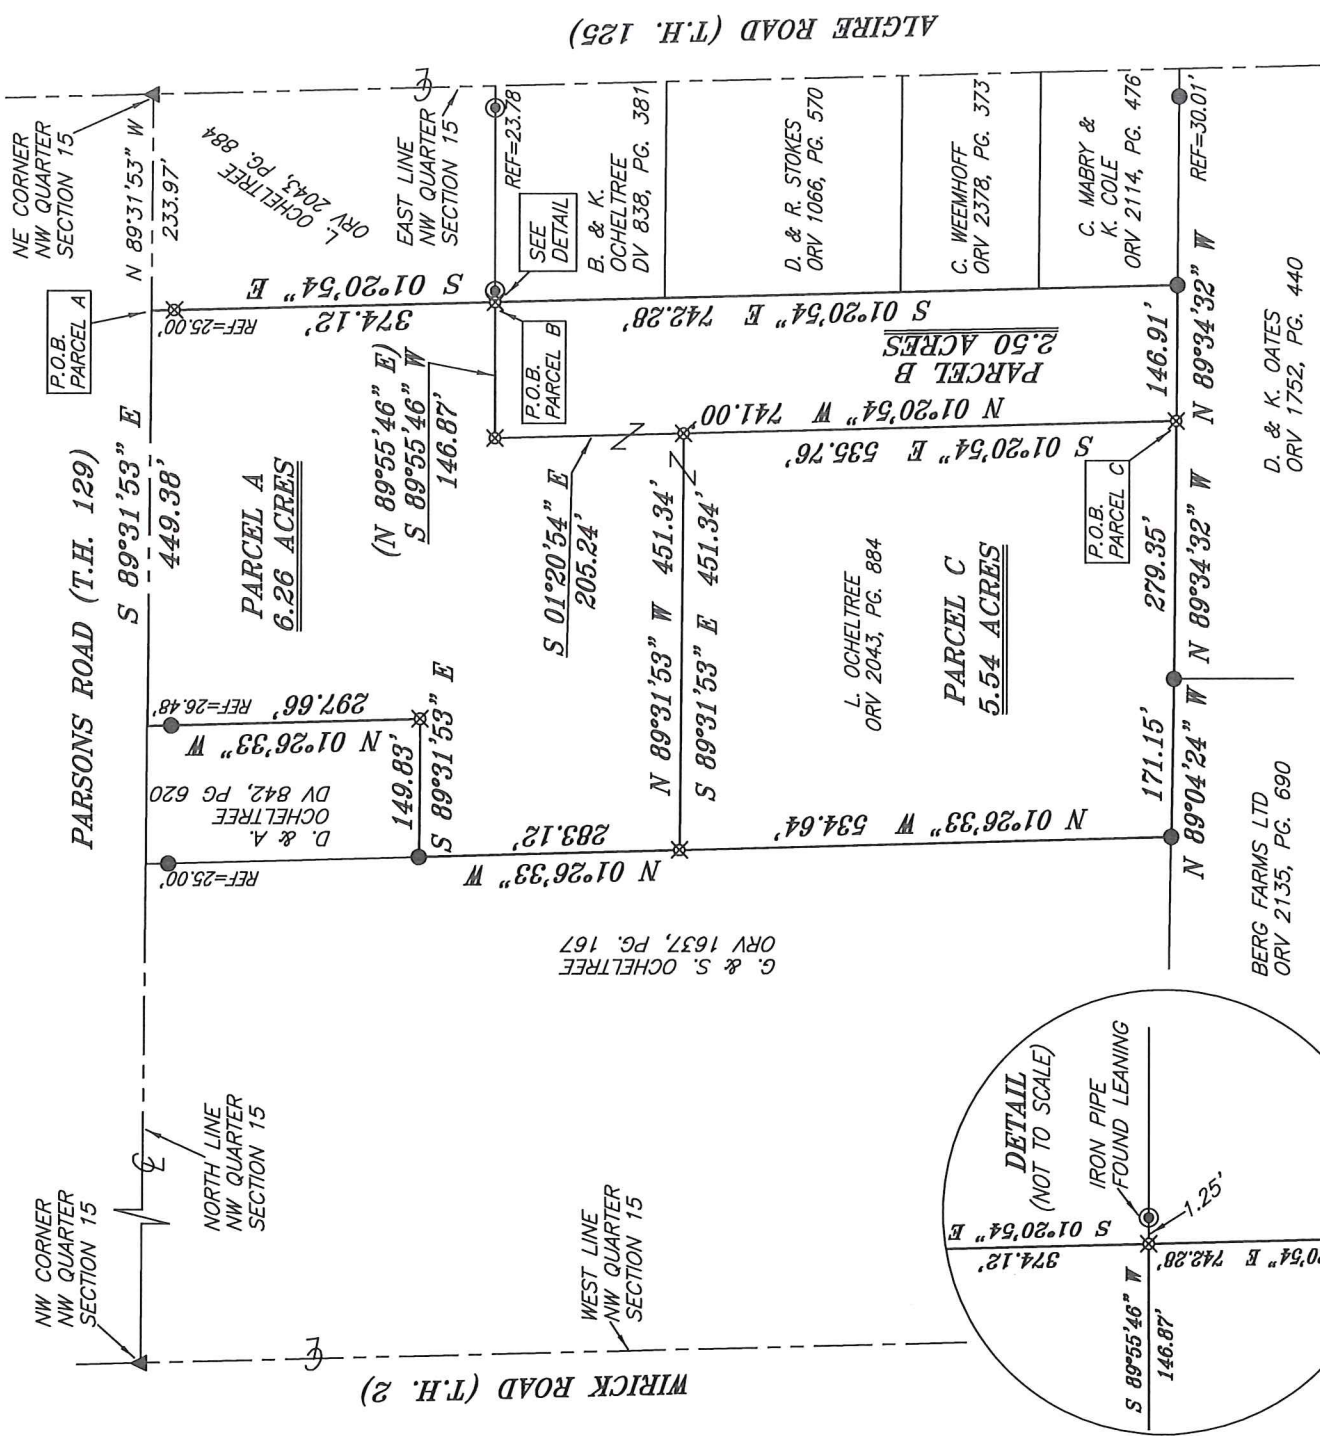 ALGIRE ROAD (T.H. 125)
NE CORNER
NW QUARTER
SECTION 15
N 89°31'53" W
233.97'
L. OCHELTREE
ORV 2043, PG. 884
EAST LINE
NW QUARTER
SECTION 15
REF=23.78
B. & K.
OCHELTREE
DV 838, PG. 381
D. & R. STOKES
ORV 1066, PG. 570
C. WEEMHOFF
ORV 2378, PG. 373
C. MABRY &
K. COLE
ORV 2114, PG. 476
REF=30.01'
P.O.B.
PARCEL A
REF=25.00'
S 01°20'54" E
374.12'
SEE
DETAIL
P.O.B.
PARCEL B
S 01°20'54" E 742.28'
PARCEL B
2.50 ACRES
N 01°20'54" W 741.00'
S 01°20'54" E 535.76'
146.91'
N 89°34'32" W
D. & K. OATES
ORV 1752, PG. 440
PARSONS ROAD (T.H. 129)
S 89°31'53" E
449.38'
PARCEL A
6.26 ACRES
(N 89°55'46" E)
S 89°55'46" W
146.87'
S 01°20'54" E
205.24'
N 89°31'53" W 451.34'
S 89°31'53" E 451.34'
L. OCHELTREE
ORV 2043, PG. 884
PARCEL C
5.54 ACRES
P.O.B.
PARCEL C
279.35'
N 89°34'32" W
171.15'
N 89°04'24" W
REF=26.48'
297.66'
N 01°26'33" W
D. & A.
OCHELTREE
DV 842, PG 620
149.83'
S 89°31'53" E
REF=25.00'
283.12'
N 01°26'33" W
N 01°26'33" W 534.64'
G. & S. OCHELTREE
ORV 1637, PG. 167
BERG FARMS LTD
ORV 2135, PG. 690
NW CORNER
NW QUARTER
SECTION 15
NORTH LINE
NW QUARTER
SECTION 15
WEST LINE
NW QUARTER
SECTION 15
WIRICK ROAD (T.H. 2)
DETAIL
(NOT TO SCALE)
IRON PIPE
FOUND LEANING
1.25'
S 01°20'54" E
374.12'
S 89°55'46" W
146.87'
0'54" E 742.28'